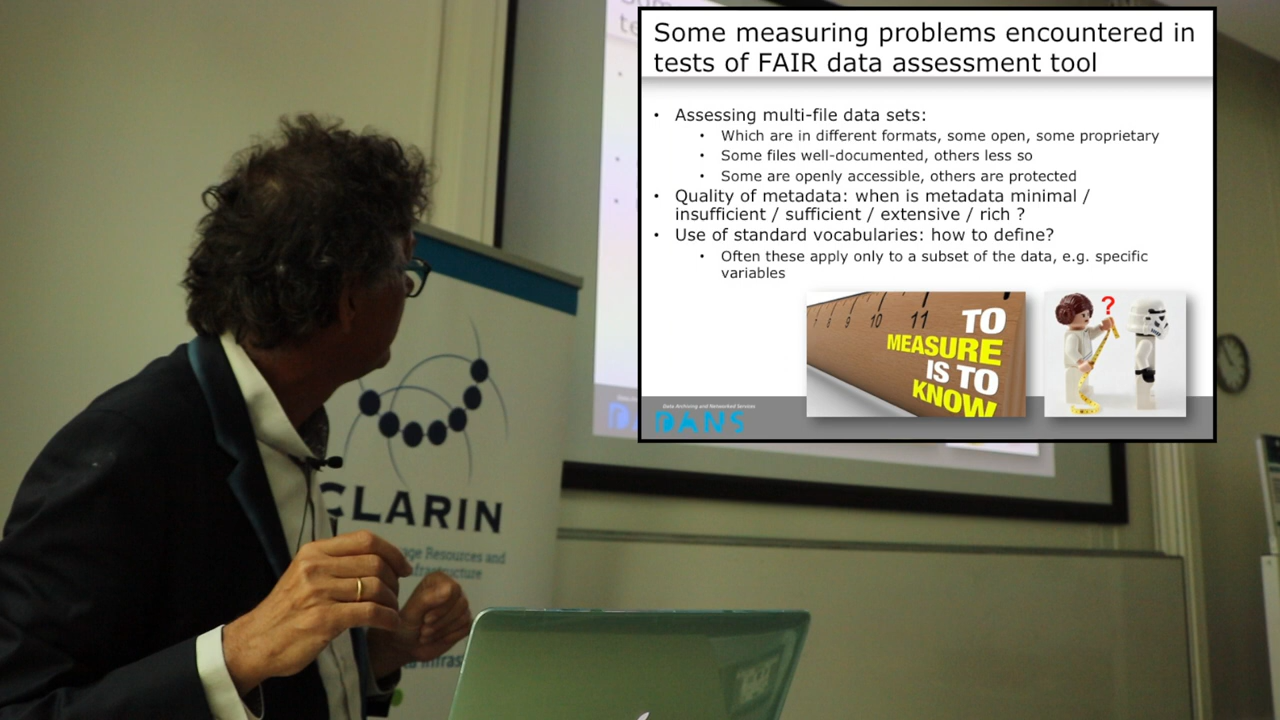 Some measuring problems encountered in
tests of FAIR data assessment tool
• Assessing multi-file data sets:
• Which are in different formats, some open, some proprietary
• Some files well-documented, others less so
• Some are openly accessible, others are protected
• Quality of metadata: when is metadata minimal /
insufficient / sufficient / extensive / rich ?
• Use of standard vocabularies: how to define?
• Often these apply only to a subset of the data, e.g. specific
variables
7 8 9 10 11
TO
MEASURE
IS TO
KNOW
?
Data Archiving and Networked Services
DANS
CLARIN
Resources and